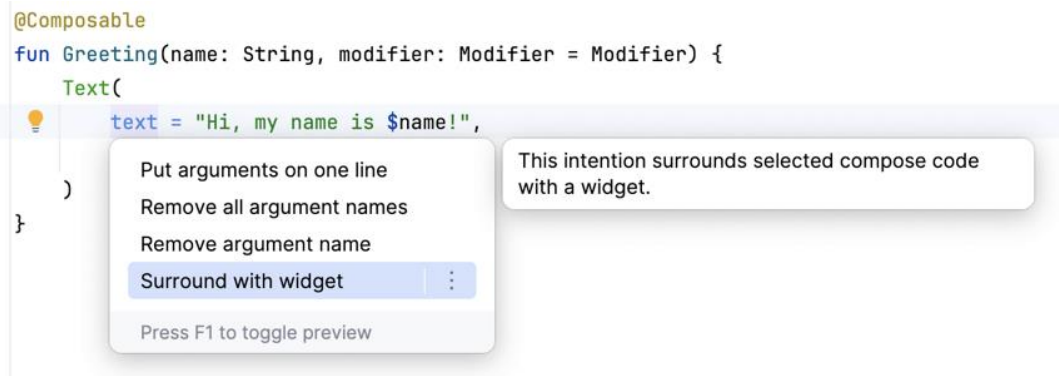 @Composable
fun Greeting(name: String, modifier: Modifier = Modifier) {
    Text(
        text = "Hi, my name is $name!",
Put arguments on one line
Remove all argument names
Remove argument name
Surround with widget
Press F1 to toggle preview
This intention surrounds selected compose code
with a widget.
    )
}